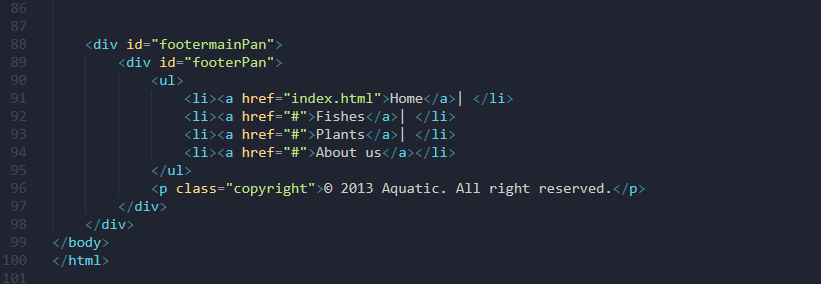 86
87
88 <div id="footermainPan">
89 <div id="footerPan">
90 <ul>
91 <li><a href="index.html">Home</a>| </li>
92 <li><a href="#">Fishes</a>| </li>
93 <li><a href="#">Plants</a>| </li>
94 <li><a href="#">About us</a></li>
95 </ul>
96 <p class="copyright">© 2013 Aquatic. All right reserved.</p>
97 </div>
98 </div>
99 </body>
100 </html>
101